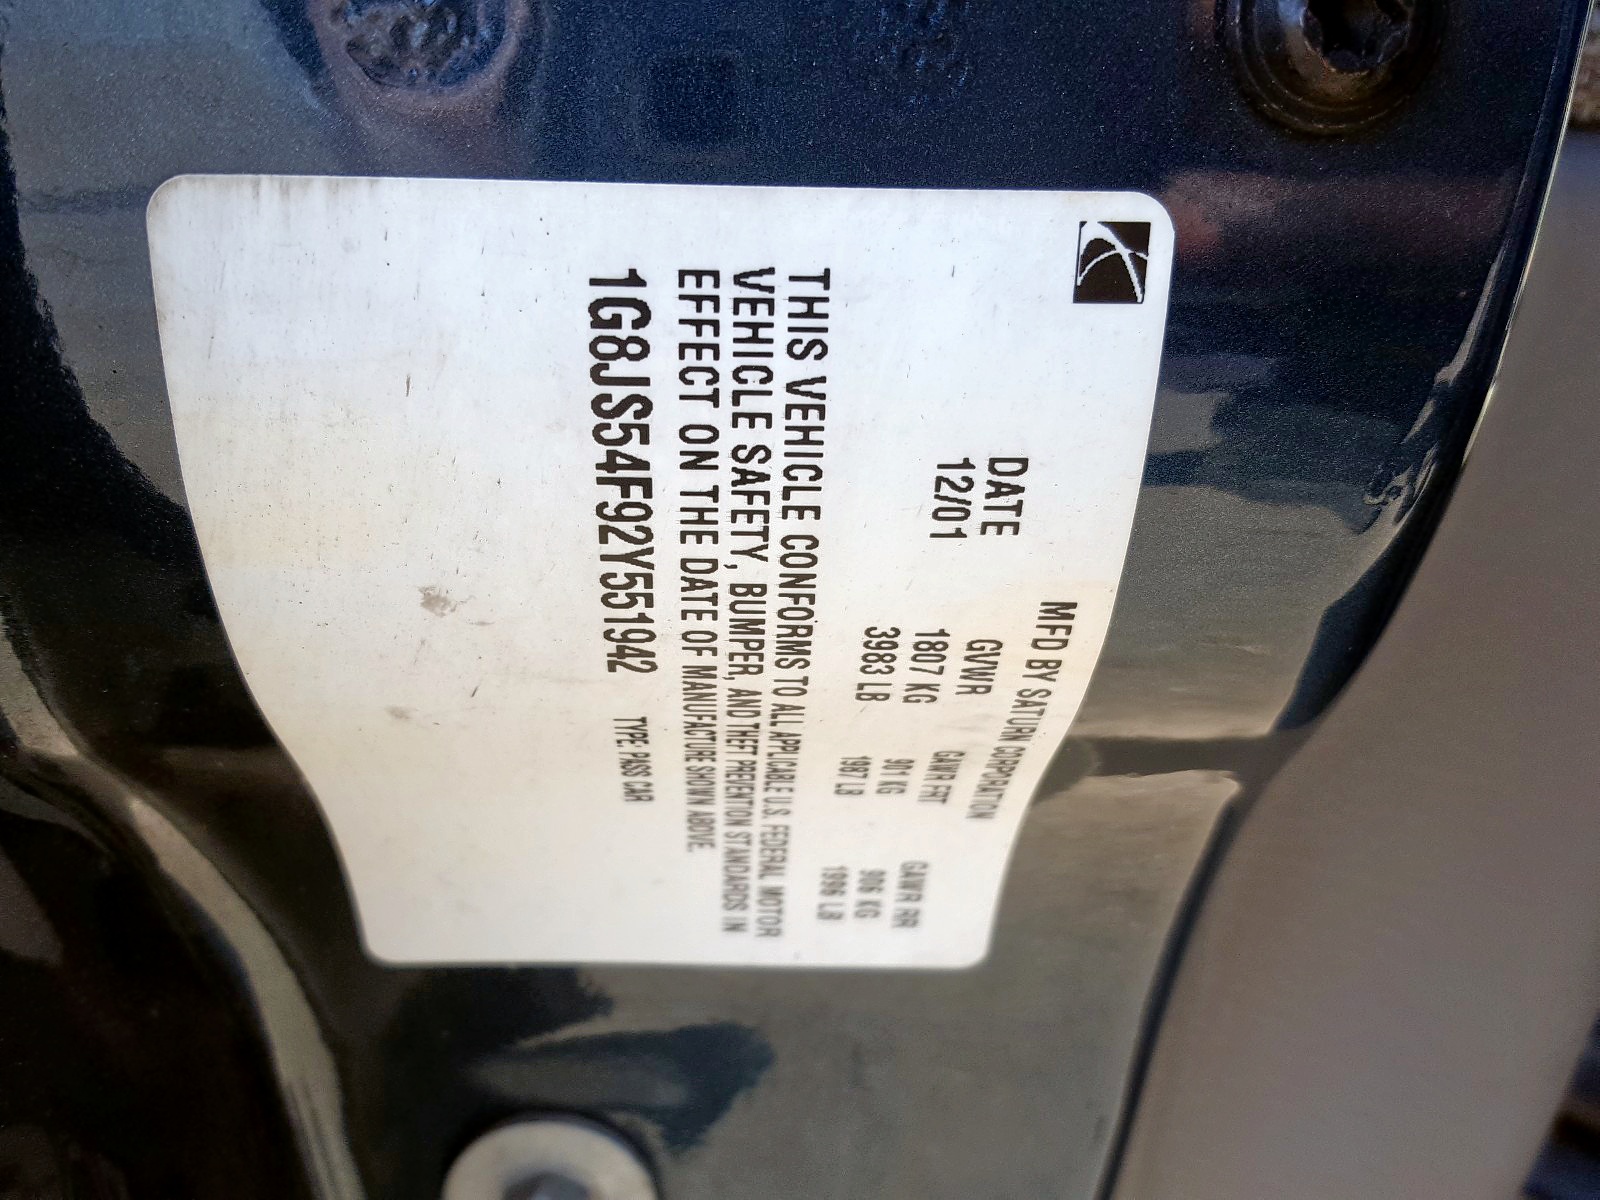 MFD BY SATURN CORPORATION
DATE GVWR GAWR FRT GAWR RR
12/01 1807 KG 901 KG 906 KG
3983 LB 1987 LB 1996 LB
THIS VEHICLE CONFORMS TO ALL APPLICABLE U.S. FEDERAL MOTOR
VEHICLE SAFETY, BUMPER, AND THEFT PREVENTION STANDARDS IN
EFFECT ON THE DATE OF MANUFACTURE SHOWN ABOVE.
1G8JS54F92Y551942 TYPE: PASS CAR